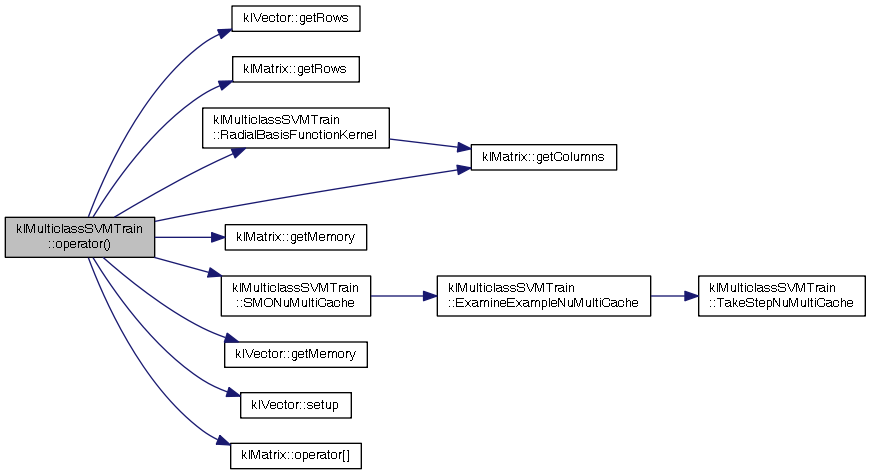 klVector::getRows
klMatrix::getRows
klMulticlassSVMTrain
::RadialBasisFunctionKernel
klMatrix::getColumns
klMulticlassSVMTrain
::operator()
klMatrix::getMemory
klMulticlassSVMTrain
::SMONuMultiCache
klMulticlassSVMTrain
::ExamineExampleNuMultiCache
klMulticlassSVMTrain
::TakeStepNuMultiCache
klVector::getMemory
klVector::setup
klMatrix::operator[]